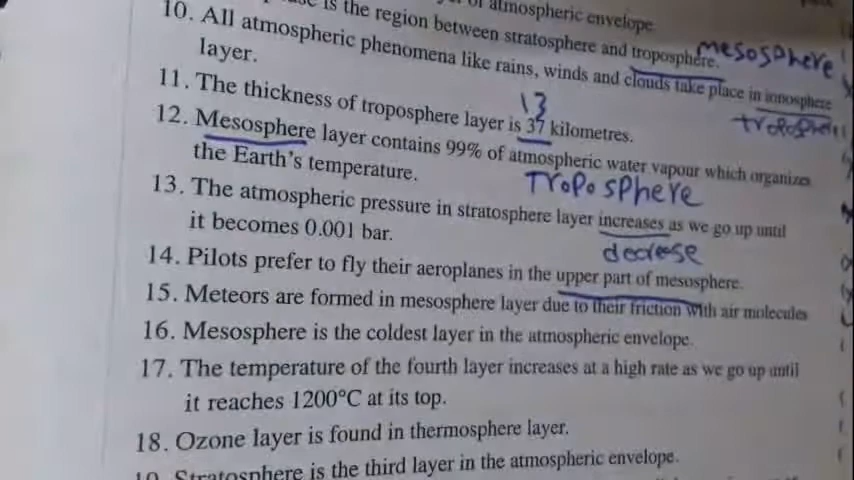 is the region between stratosphere and troposphere.
atmospheric envelope.
mesosphere
10. All atmospheric phenomena like rains, winds and clouds take place in ionosphere
layer.
troposphere
11. The thickness of troposphere layer is 37 kilometres.
13
12. Mesosphere layer contains 99% of atmospheric water vapour which organizes
the Earth's temperature.
Troposphere
13. The atmospheric pressure in stratosphere layer increases as we go up until
it becomes 0.001 bar.
decrese
14. Pilots prefer to fly their aeroplanes in the upper part of mesosphere.
15. Meteors are formed in mesosphere layer due to their friction with air molecules
16. Mesosphere is the coldest layer in the atmospheric envelope.
17. The temperature of the fourth layer increases at a high rate as we go up until
it reaches 1200°C at its top.
18. Ozone layer is found in thermosphere layer.
19. Stratosphere is the third layer in the atmospheric envelope.